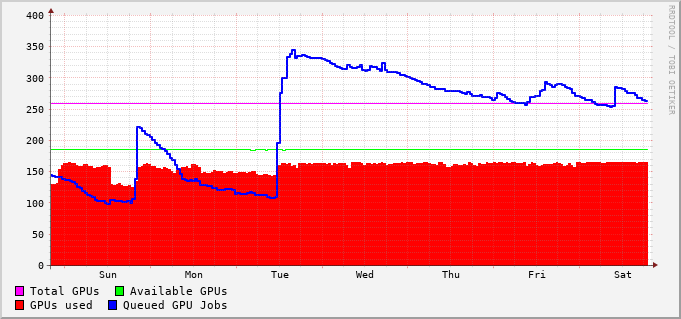 400
350
300
250
200
150
100
50
0
Sun Mon Tue Wed Thu Fri Sat
RRDTOOL / TOBI OETIKER
Total GPUs Available GPUs
GPUs used Queued GPU Jobs